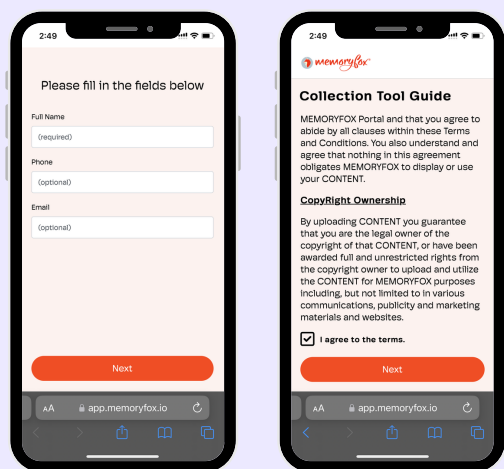 2:49
Please fill in the fields below
Full Name
(required)
Phone
(optional)
Email
(optional)
Next
AA app.memoryfox.io
2:49
memoryfox
Collection Tool Guide
MEMORYFOX Portal and that you agree to
abide by all clauses within these Terms
and Conditions. You also understand and
agree that nothing in this agreement
obligates MEMORYFOX to display or use
your CONTENT.
CopyRight Ownership
By uploading CONTENT you guarantee
that you are the legal owner of the
copyright of that CONTENT, or have been
awarded full and unrestricted rights from
the copyright owner to upload and utilize
the CONTENT for MEMORYFOX purposes
including, but not limited to in various
communications, publicity and marketing
materials and websites.
I agree to the terms.
Next
AA app.memoryfox.io